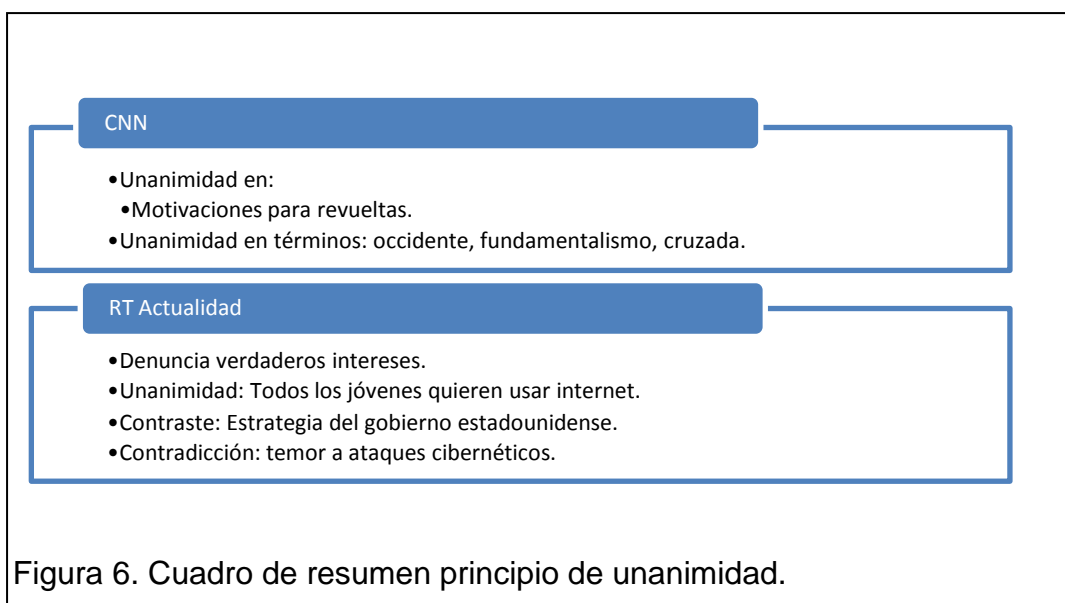 CNN
•Unanimidad en:
•Motivaciones para revueltas.
•Unanimidad en términos: occidente, fundamentalismo, cruzada.
RT Actualidad
•Denuncia verdaderos intereses.
•Unanimidad: Todos los jóvenes quieren usar internet.
•Contraste: Estrategia del gobierno estadounidense.
•Contradicción: temor a ataques cibernéticos.
Figura 6. Cuadro de resumen principio de unanimidad.